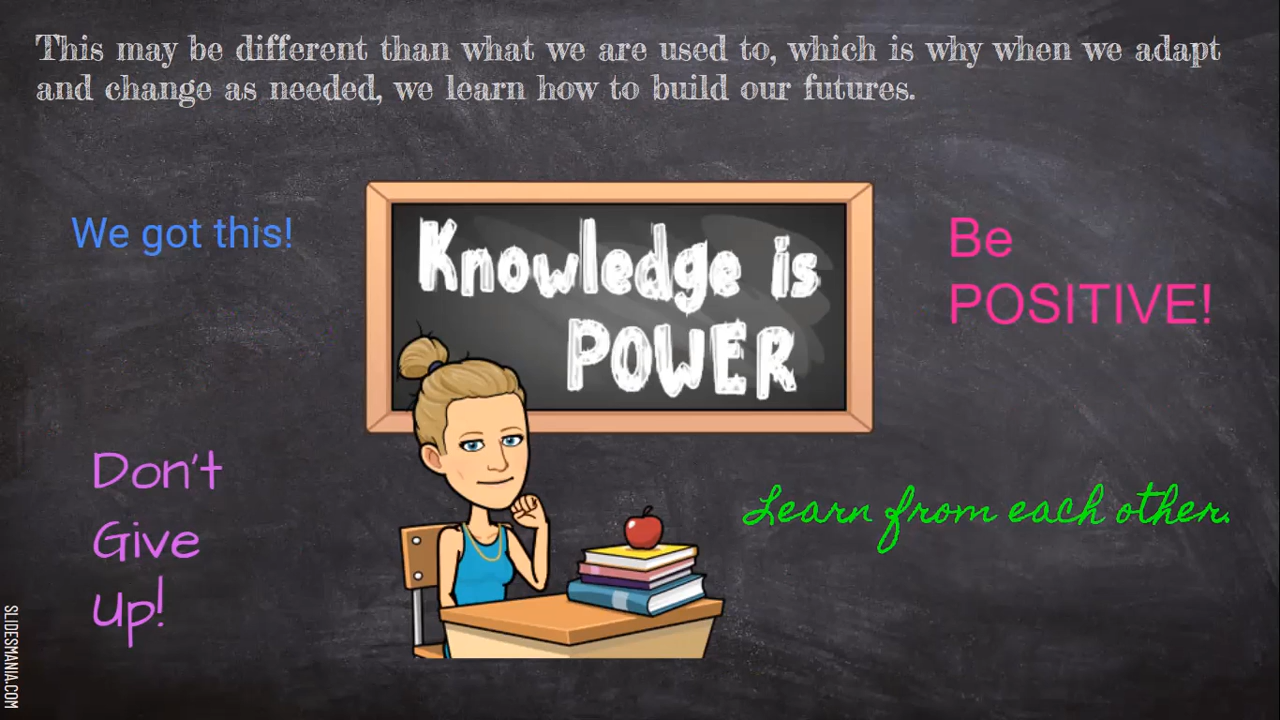 This may be different than what we are used to, which is why when we adapt
and change as needed, we learn how to build our futures.
We got this!
Knowledge is
POWER
Be
POSITIVE!
Don't
Give
Up!
Learn from each other.
SLIDESMANIA.COM